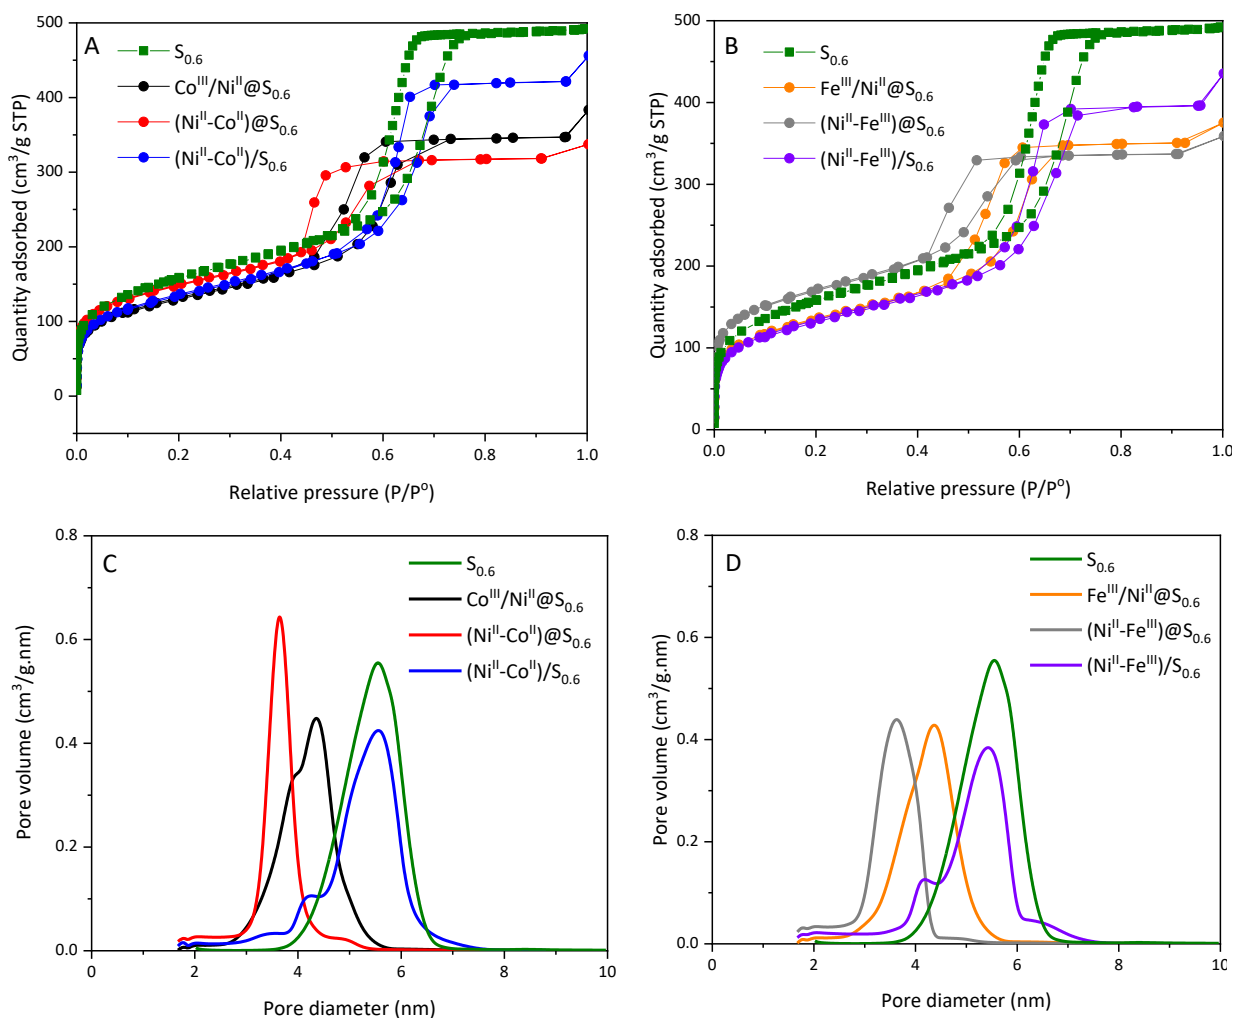 A
S0.6
CoIII/NiII@S0.6
(NiII-CoII)@S0.6
(NiII-CoII)/S0.6
500
400
300
200
100
0
Quantity adsorbed (cm3/g STP)
0.0 0.2 0.4 0.6 0.8 1.0
Relative pressure (P/Po)
B
S0.6
FeIII/NiII@S0.6
(NiII-FeIII)@S0.6
(NiII-FeIII)/S0.6
500
400
300
200
100
0
Quantity adsorbed (cm3/g STP)
0.0 0.2 0.4 0.6 0.8 1.0
Relative pressure (P/Po)
C
S0.6
CoIII/NiII@S0.6
(NiII-CoII)@S0.6
(NiII-CoII)/S0.6
0.8
0.6
0.4
0.2
0.0
Pore volume (cm3/g.nm)
0 2 4 6 8 10
Pore diameter (nm)
D
S0.6
FeIII/NiII@S0.6
(NiII-FeIII)@S0.6
(NiII-FeIII)/S0.6
0.8
0.6
0.4
0.2
0.0
Pore volume (cm3/g.nm)
0 2 4 6 8 10
Pore diameter (nm)